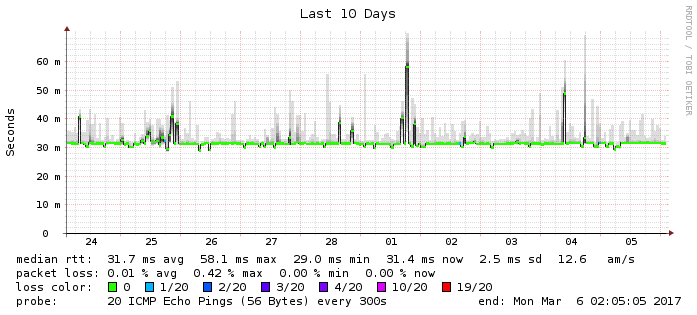 Last 10 Days
RRDTOOL / TOBI OETIKER
Seconds
60 m
50 m
40 m
30 m
20 m
10 m
0
24 25 26 27 28 01 02 03 04 05
median rtt: 31.7 ms avg 58.1 ms max 29.0 ms min 31.4 ms now 2.5 ms sd 12.6 am/s
packet loss: 0.01 % avg 0.42 % max 0.00 % min 0.00 % now
loss color: 0 1/20 2/20 3/20 4/20 10/20 19/20
probe: 20 ICMP Echo Pings (56 Bytes) every 300s end: Mon Mar 6 02:05:05 2017